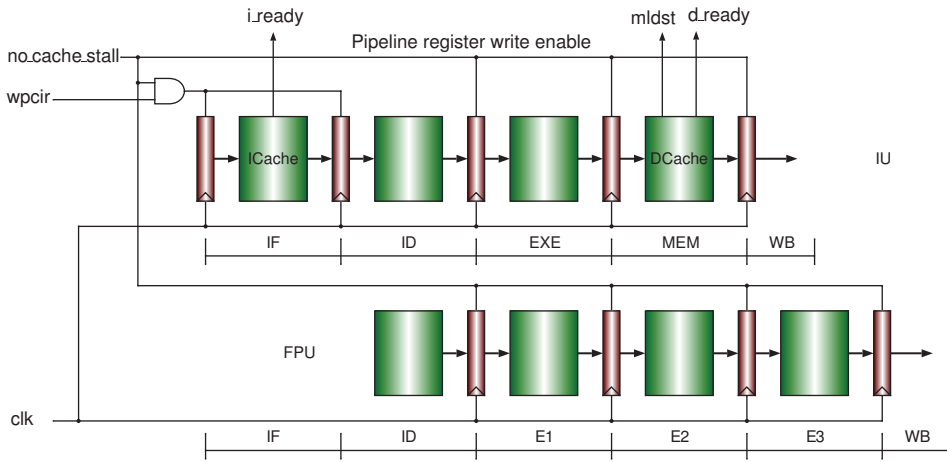 i_ready
mldst
d_ready
no_cache_stall
Pipeline register write enable
wpcir
ICache
DCache
IU
IF ID EXE MEM WB
FPU
clk
IF ID E1 E2 E3 WB